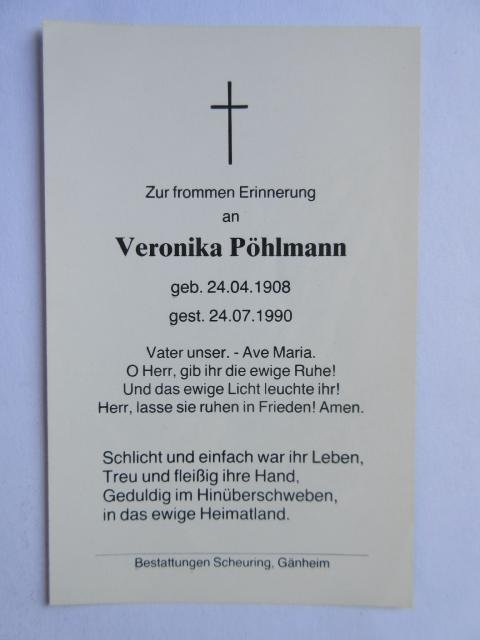 Zur frommen Erinnerung
an
Veronika Pöhlmann
geb. 24.04.1908
gest. 24.07.1990
Vater unser. - Ave Maria.
O Herr, gib ihr die ewige Ruhe!
Und das ewige Licht leuchte ihr!
Herr, lasse sie ruhen in Frieden! Amen.
Schlicht und einfach war ihr Leben,
Treu und fleißig ihre Hand,
Geduldig im Hinüberschweben,
in das ewige Heimatland.
Bestattungen Scheuring, Gänheim